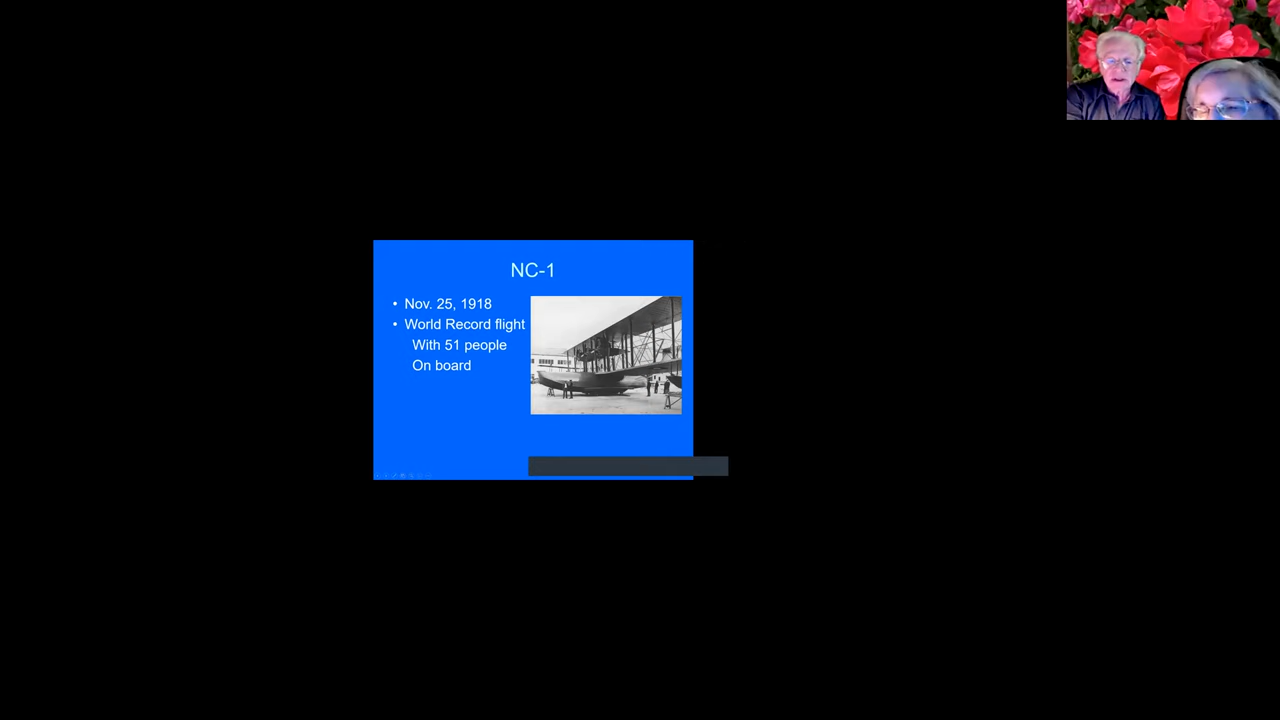 NC-1
• Nov. 25, 1918
• World Record flight
With 51 people
On board